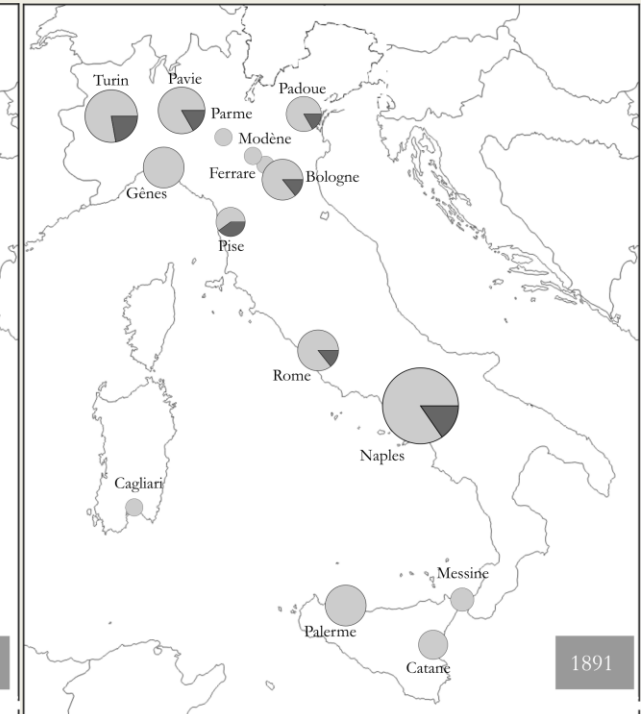 Turin
Pavie
Padoue
Parme
Modène
Ferrare
Bologne
Gênes
Pise
Rome
Naples
Cagliari
Messine
Palerme
Catane
1891